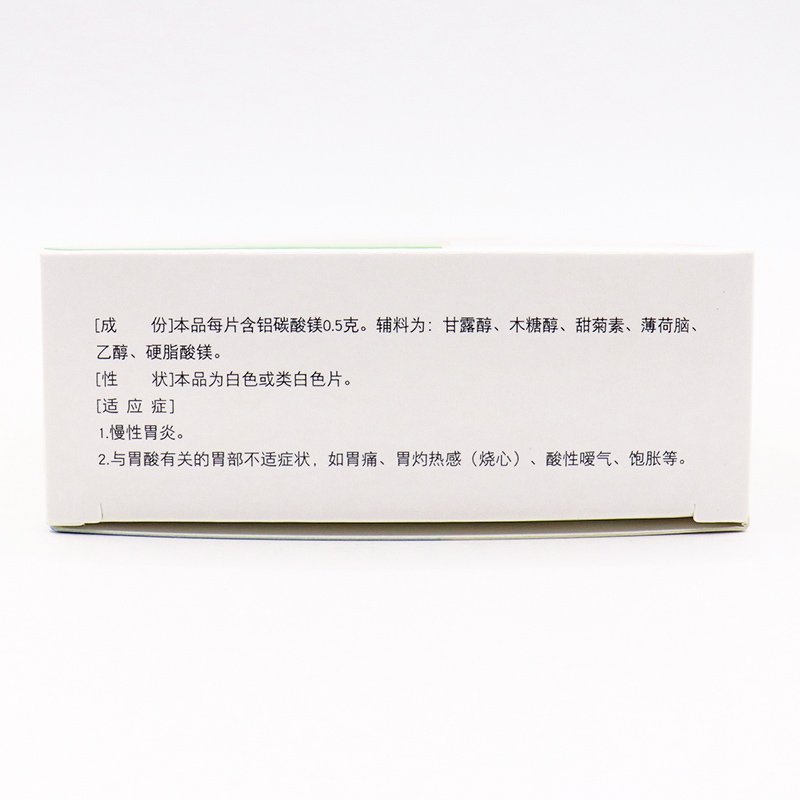 [成　份]本品每片含铝碳酸镁0.5克。辅料为：甘露醇、木糖醇、甜菊素、薄荷脑、
乙醇、硬脂酸镁。
[性　状]本品为白色或类白色片。
[适 应 症]
1.慢性胃炎。
2.与胃酸有关的胃部不适症状，如胃痛、胃灼热感（烧心）、酸性嗳气、饱胀等。